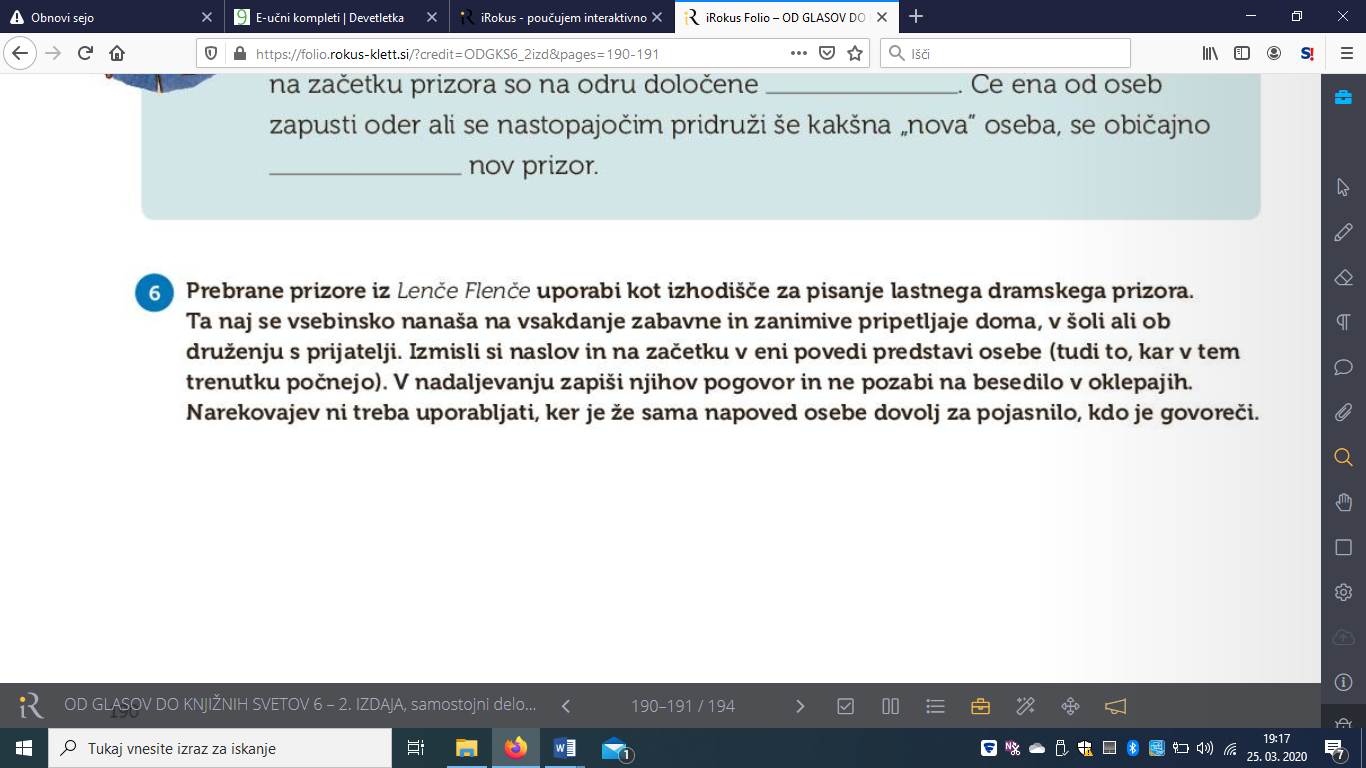 Obnovi sejo
E-učni kompleti | Devetletka
iRokus - poučujem interaktivno
iRokus Folio – OD GLASOV DO
https://folio.rokus-klett.si/?credit=ODGKS6_2izd&pages=190-191
Išči
na začetku prizora so na odru določene ________________. Če ena od oseb
zapusti oder ali se nastopajočim pridruži še kakšna „nova” oseba, se običajno
________________ nov prizor.
6 Prebrane prizore iz Lenče Flenče uporabi kot izhodišče za pisanje lastnega dramskega prizora.
Ta naj se vsebinsko nanaša na vsakdanje zabavne in zanimive pripetljaje doma, v šoli ali ob
druženju s prijatelji. Izmisli si naslov in na začetku v eni povedi predstavi osebe (tudi to, kar v tem
trenutku počnejo). V nadaljevanju zapiši njihov pogovor in ne pozabi na besedilo v oklepajih.
Narekovajev ni treba uporabljati, ker je že sama napoved osebe dovolj za pojasnilo, kdo je govoreči.
iR
OD GLASOV DO KNJIŽNIH SVETOV 6 – 2. IZDAJA, samostojni delo...
190
190–191 / 194
Tukaj vnesite izraz za iskanje
1
19:17
25. 03. 2020
7